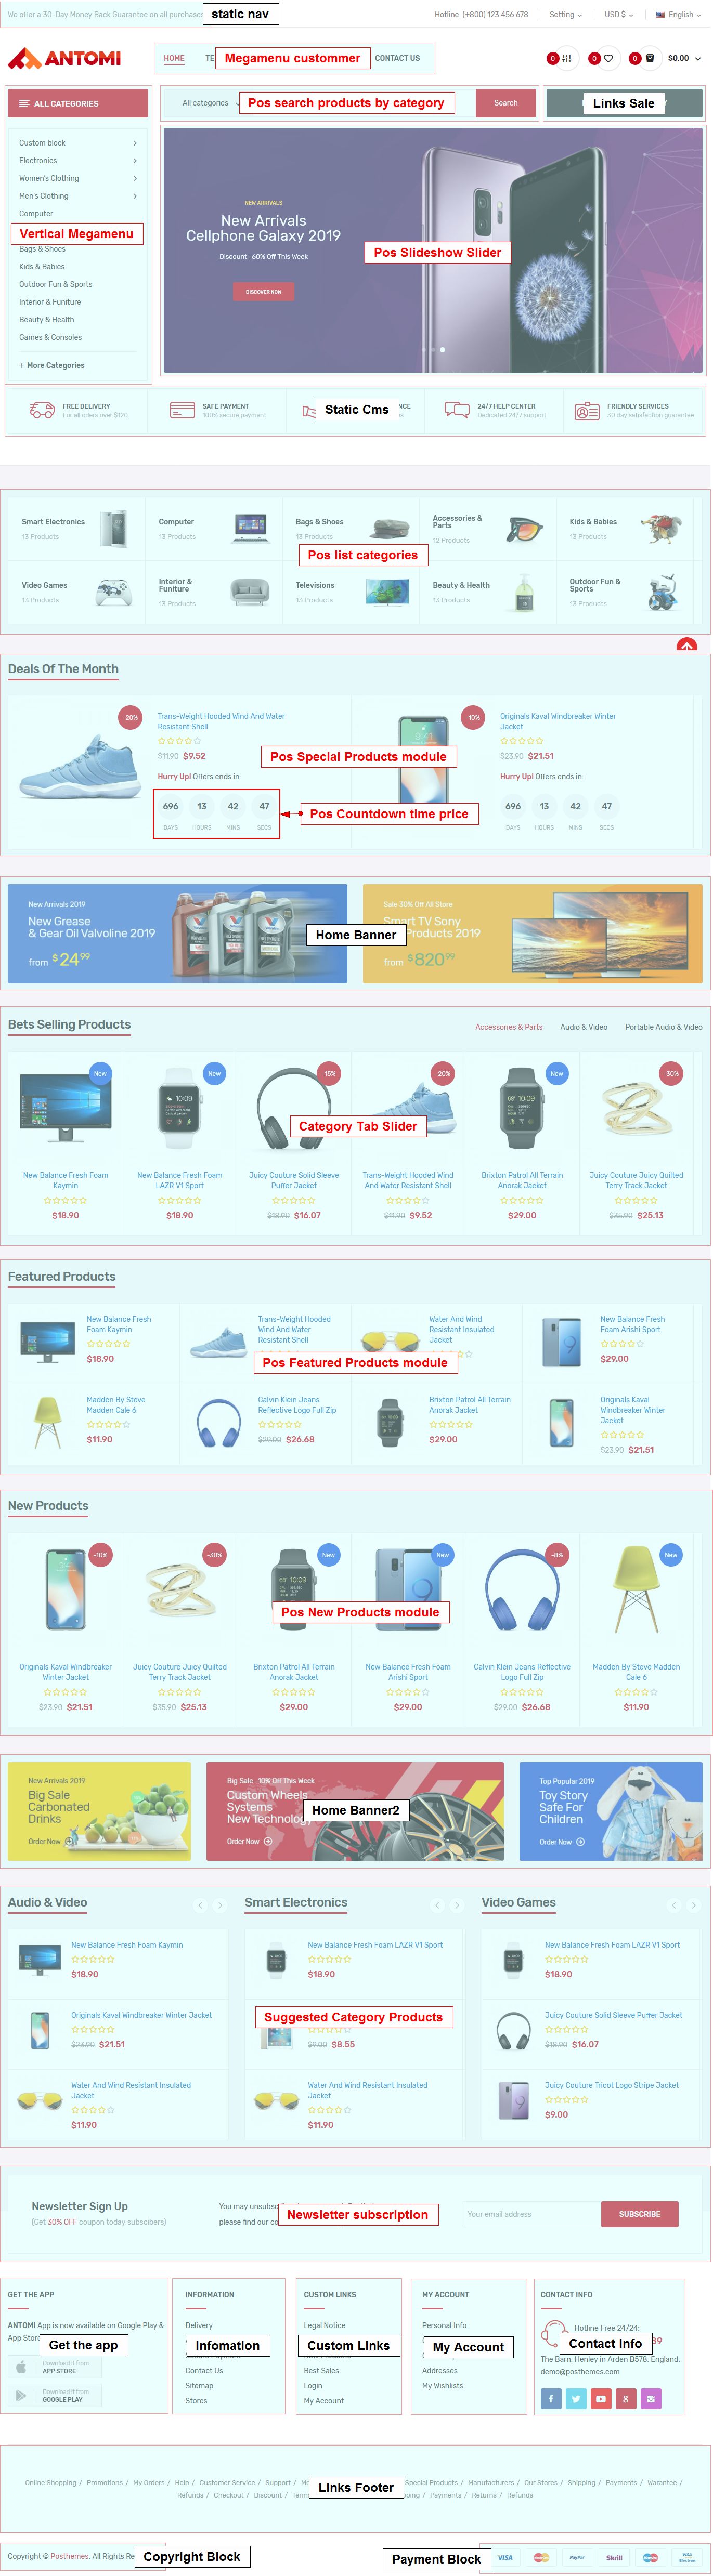 We offer a 30-Day Money Back Guarantee on all purchases
static nav
Hotline: (+800) 123 456 678
Setting
USD $
English
ANTOMI
HOME
Megamenu custommer
CONTACT US
0
0
0
$0.00
ALL CATEGORIES
All categories
Pos search products by category
Search
Links Sale
Custom block
Electronics
Women's Clothing
Men's Clothing
Computer
Vertical Megamenu
Bags & Shoes
Kids & Babies
Outdoor Fun & Sports
Interior & Funiture
Beauty & Health
Games & Consoles
+ More Categories
NEW ARRIVALS
New Arrivals
Cellphone Galaxy 2019
Discount -60% Off This Week
DISCOVER NOW
Pos Slideshow Slider
FREE DELIVERY
For all oders over $120
SAFE PAYMENT
100% secure payment
Static Cms
24/7 HELP CENTER
Dedicated 24/7 support
FRIENDLY SERVICES
30 day satisfaction guarantee
Smart Electronics
13 Products
Computer
13 Products
Bags & Shoes
13 Products
Accessories &
Parts
12 Products
Kids & Babies
13 Products
Pos list categories
Video Games
13 Products
Interior &
Funiture
13 Products
Televisions
13 Products
Beauty & Health
13 Products
Outdoor Fun &
Sports
13 Products
Deals Of The Month
-20%
Trans-Weight Hooded Wind And Water
Resistant Shell
$11.90 $9.52
Hurry Up! Offers ends in:
696 13 42 47
DAYS HOURS MINS SECS
Pos Special Products module
Pos Countdown time price
-10%
Originals Kaval Windbreaker Winter
Jacket
$23.90 $21.51
Hurry Up! Offers ends in:
696 13 42 47
DAYS HOURS MINS SECS
New Arrivals 2019
New Grease
& Gear Oil Valvoline 2019
from $24.99
Home Banner
Sale 30% Off All Store
Smart TV Sony
Products 2019
from $820.99
Bets Selling Products
Accessories & Parts
Audio & Video
Portable Audio & Video
New
New
-15%
-20%
New
-30%
Category Tab Slider
New Balance Fresh Foam
Kaymin
$18.90
New Balance Fresh Foam
LAZR V1 Sport
$18.90
Juicy Couture Solid Sleeve
Puffer Jacket
$18.90 $16.07
Trans-Weight Hooded Wind
And Water Resistant Shell
$11.90 $9.52
Brixton Patrol All Terrain
Anorak Jacket
$29.00
Juicy Couture Juicy Quilted
Terry Track Jacket
$35.90 $25.13
Featured Products
New Balance Fresh
Foam Kaymin
$18.90
Trans-Weight Hooded
Wind And Water
Resistant Shell
Water And Wind
Resistant Insulated
Jacket
New Balance Fresh
Foam Arishi Sport
$29.00
Pos Featured Products module
Madden By Steve
Madden Cale 6
$11.90
Calvin Klein Jeans
Reflective Logo Full Zip
$29.00 $26.68
Brixton Patrol All Terrain
Anorak Jacket
$29.00
Originals Kaval
Windbreaker Winter
Jacket
$23.90 $21.51
New Products
-10%
-30%
New
New
-8%
New
Pos New Products module
Originals Kaval Windbreaker
Winter Jacket
$23.90 $21.51
Juicy Couture Juicy Quilted
Terry Track Jacket
$35.90 $25.13
Brixton Patrol All Terrain
Anorak Jacket
$29.00
New Balance Fresh Foam
Arishi Sport
$29.00
Calvin Klein Jeans Reflective
Logo Full Zip
$29.00 $26.68
Madden By Steve Madden
Cale 6
$11.90
New Arrivals 2019
Big Sale
Carbonated
Drinks
Order Now
Big Sale -10% Off This Week
Custom Wheels
Systems
New Technology
Order Now
Home Banner2
Top Popular 2019
Toy Story
Safe For
Children
Order Now
Audio & Video
Smart Electronics
Video Games
New Balance Fresh Foam Kaymin
$18.90
New Balance Fresh Foam LAZR V1 Sport
$18.90
New Balance Fresh Foam LAZR V1 Sport
$18.90
Suggested Category Products
Originals Kaval Windbreaker Winter Jacket
$23.90 $21.51
$9.00 $8.55
Juicy Couture Solid Sleeve Puffer Jacket
$18.90 $16.07
Water And Wind Resistant Insulated
Jacket
$11.90
Water And Wind Resistant Insulated
Jacket
$11.90
Juicy Couture Tricot Logo Stripe Jacket
$9.00
Newsletter Sign Up
(Get 30% OFF coupon today subscibers)
You may unsubsc
please find our co
Newsletter subscription
Your email address
SUBSCRIBE
GET THE APP
ANTOMI App is now available on Google Play &
App Store
Get the app
Download it from
APP STORE
Download it from
GOOGLE PLAY
INFORMATION
Delivery
Infomation
Contact Us
Sitemap
Stores
CUSTOM LINKS
Legal Notice
Custom Links
Best Sales
Login
My Account
MY ACCOUNT
Personal Info
My Account
Addresses
My Wishlists
CONTACT INFO
Hotline Free 24/24:
Contact Info
The Barn, Henley in Arden B578. England.
demo@posthemes.com
Online Shopping / Promotions / My Orders / Help / Customer Service / Support / Special Products / Manufacturers / Our Stores / Shipping / Payments / Warantee /
Links Footer
Refunds / Checkout / Discount / Payments / Returns / Refunds
Copyright © Posthemes. All Rights Re
Copyright Block
Payment Block
VISA
PayPal
Skrill
VISA
Electron